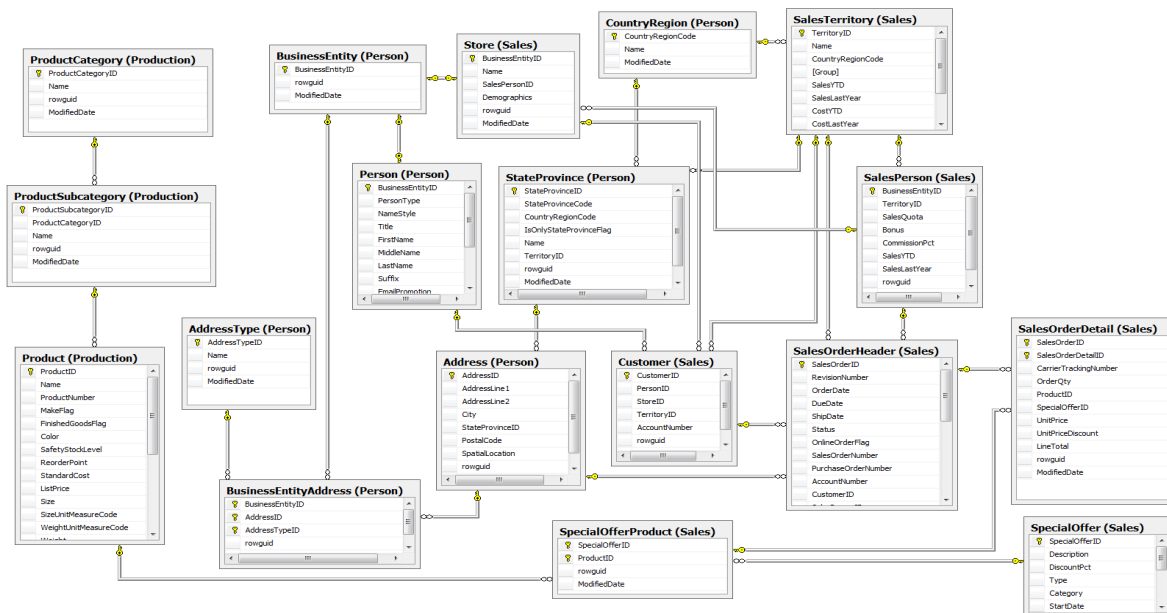 ProductCategory (Production)
ProductCategoryID
Name
rowguid
ModifiedDate
BusinessEntity (Person)
BusinessEntityID
rowguid
ModifiedDate
Store (Sales)
BusinessEntityID
Name
SalesPersonID
Demographics
rowguid
ModifiedDate
CountryRegion (Person)
CountryRegionCode
Name
ModifiedDate
SalesTerritory (Sales)
TerritoryID
Name
CountryRegionCode
[Group]
SalesYTD
SalesLastYear
CostYTD
CostLastYear
ProductSubcategory (Production)
ProductSubcategoryID
ProductCategoryID
Name
rowguid
ModifiedDate
Person (Person)
BusinessEntityID
PersonType
NameStyle
Title
FirstName
MiddleName
LastName
Suffix
EmailPromotion
StateProvince (Person)
StateProvinceID
StateProvinceCode
CountryRegionCode
IsOnlyStateProvinceFlag
Name
TerritoryID
rowguid
ModifiedDate
SalesPerson (Sales)
BusinessEntityID
TerritoryID
SalesQuota
Bonus
CommissionPct
SalesYTD
SalesLastYear
rowguid
AddressType (Person)
AddressTypeID
Name
rowguid
ModifiedDate
Product (Production)
ProductID
Name
ProductNumber
MakeFlag
FinishedGoodsFlag
Color
SafetyStockLevel
ReorderPoint
StandardCost
ListPrice
Size
SizeUnitMeasureCode
WeightUnitMeasureCode
Weight
Address (Person)
AddressID
AddressLine1
AddressLine2
City
StateProvinceID
PostalCode
SpatialLocation
rowguid
Customer (Sales)
CustomerID
PersonID
StoreID
TerritoryID
AccountNumber
rowguid
SalesOrderHeader (Sales)
SalesOrderID
RevisionNumber
OrderDate
DueDate
ShipDate
Status
OnlineOrderFlag
SalesOrderNumber
PurchaseOrderNumber
AccountNumber
CustomerID
SalesOrderDetail (Sales)
SalesOrderID
SalesOrderDetailID
CarrierTrackingNumber
OrderQty
ProductID
SpecialOfferID
UnitPrice
UnitPriceDiscount
LineTotal
rowguid
ModifiedDate
BusinessEntityAddress (Person)
BusinessEntityID
AddressID
AddressTypeID
rowguid
SpecialOfferProduct (Sales)
SpecialOfferID
ProductID
rowguid
ModifiedDate
SpecialOffer (Sales)
SpecialOfferID
Description
DiscountPct
Type
Category
StartDate